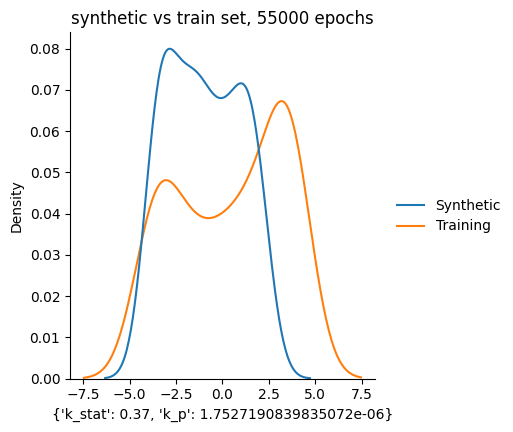 synthetic vs train set, 55000 epochs
0.08
0.07
0.06
0.05
0.04
0.03
0.02
0.01
0.00
Density
Synthetic
Training
−7.5 −5.0 −2.5 0.0 2.5 5.0 7.5
{'k_stat': 0.37, 'k_p': 1.7527190839835072e-06}